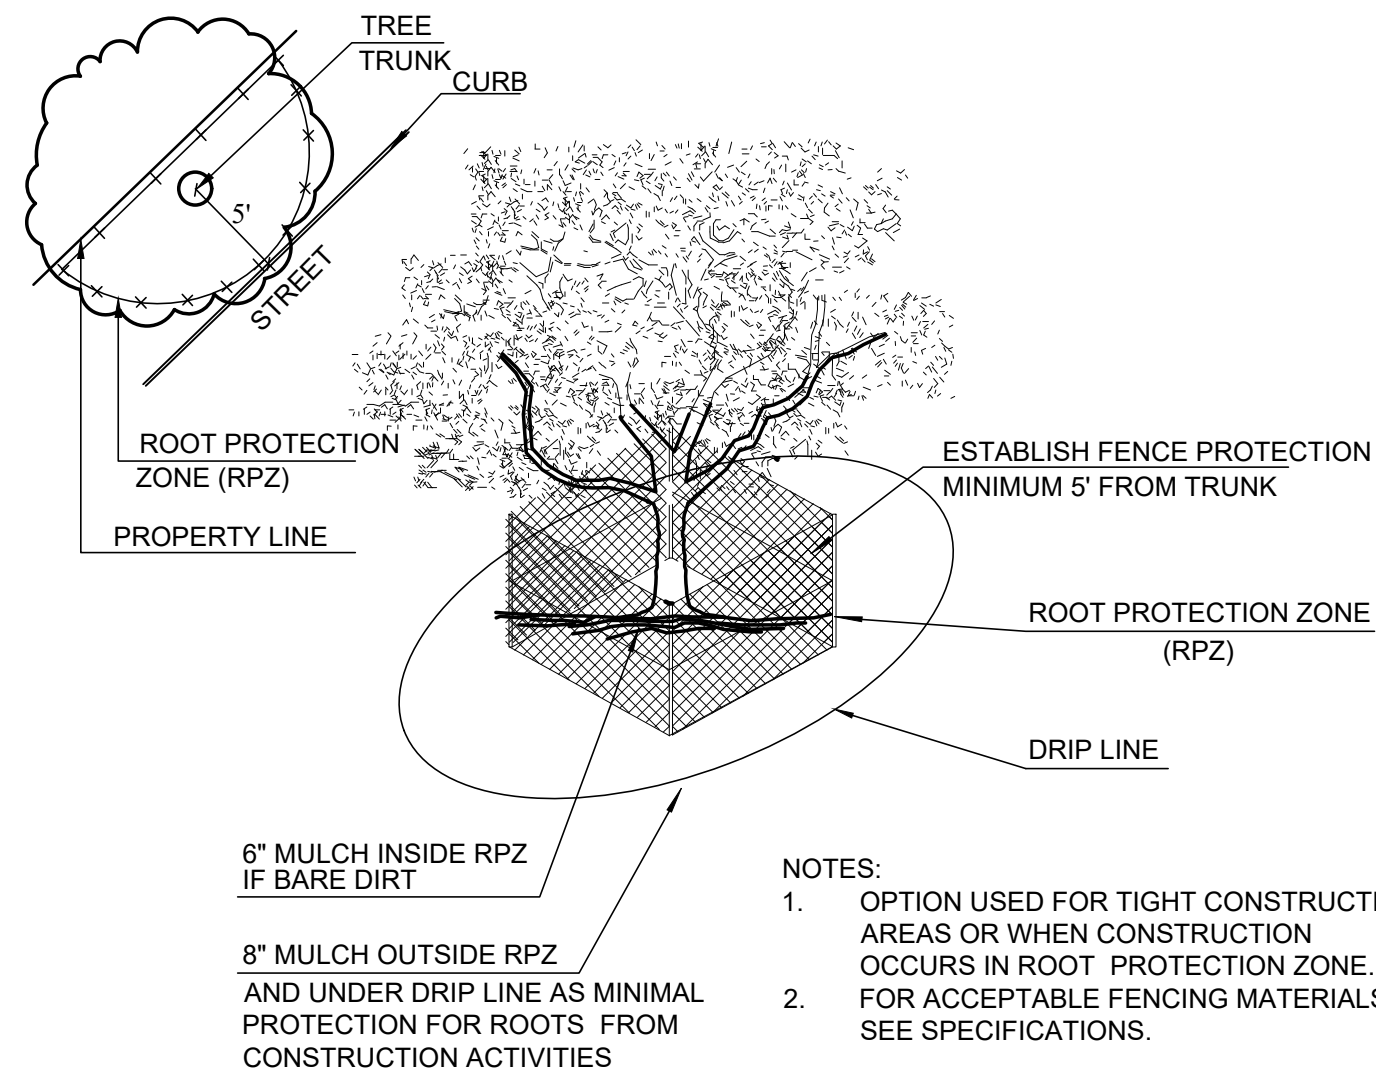 TREE
TRUNK
CURB
5'
STREET
ROOT PROTECTION
ZONE (RPZ)
PROPERTY LINE
ESTABLISH FENCE PROTECTION
MINIMUM 5' FROM TRUNK
ROOT PROTECTION ZONE
(RPZ)
DRIP LINE
6" MULCH INSIDE RPZ
IF BARE DIRT
8" MULCH OUTSIDE RPZ
AND UNDER DRIP LINE AS MINIMAL
PROTECTION FOR ROOTS FROM
CONSTRUCTION ACTIVITIES
NOTES:
1. OPTION USED FOR TIGHT
AREAS OR WHEN CONSTRUCTION
OCCURS IN ROOT PROTECTION ZONE.
2. FOR ACCEPTABLE FENCING MATERIALS
SEE SPECIFICATIONS.